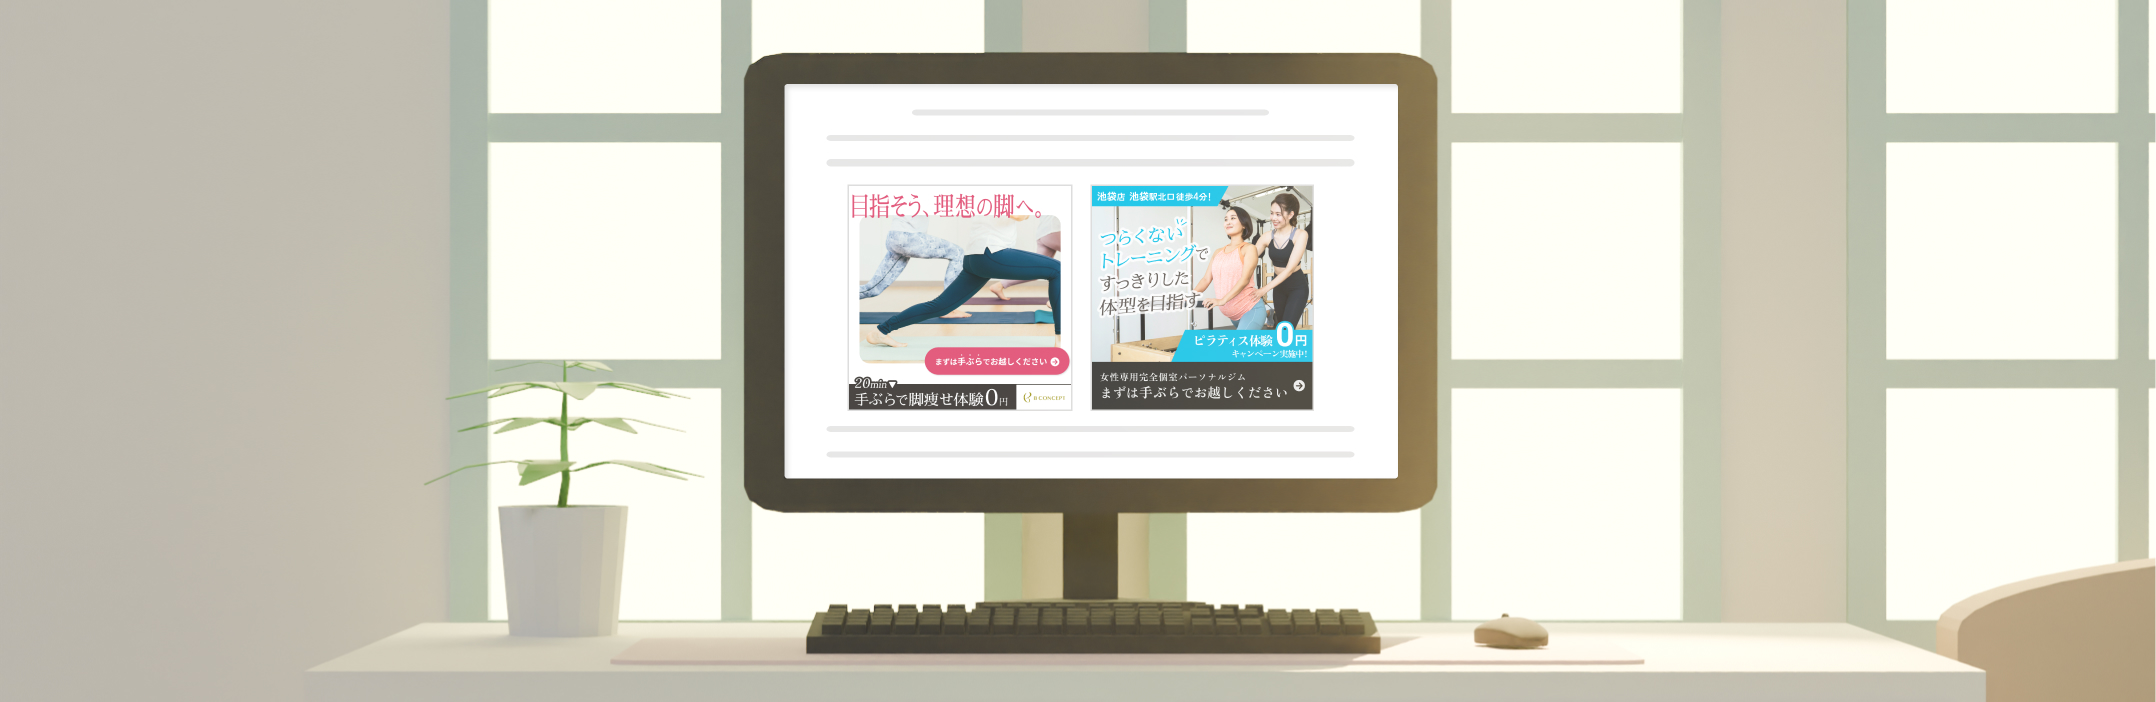 目指そう、理想の脚へ。
まずは手ぶらでお越しください
20min▼
手ぶらで脚痩せ体験0円
B CONCEPT
池袋店 池袋駅北口徒歩4分!
つらくない
トレーニングで
すっきりした
体型を目指す
ピラティス体験0円
キャンペーン実施中!
女性専用完全個室パーソナルジム
まずは手ぶらでお越しください